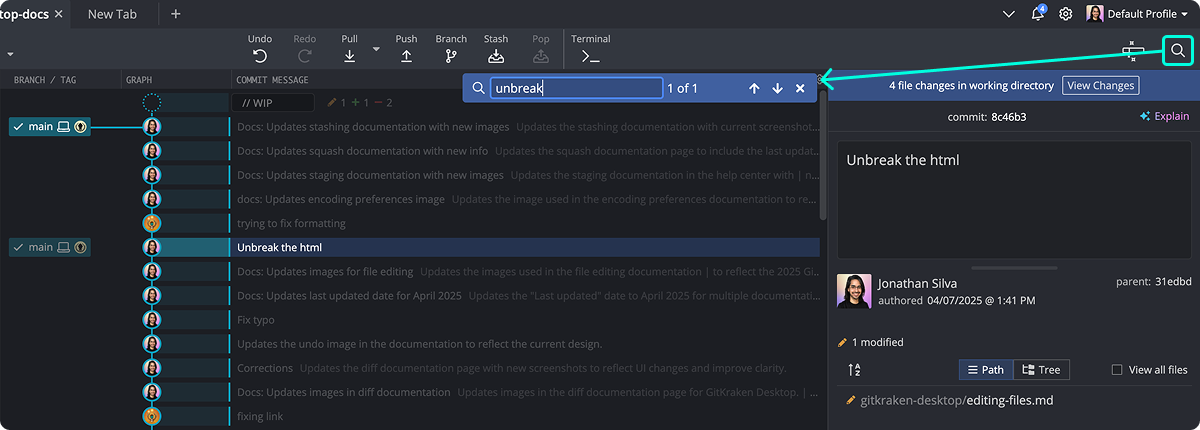 top-docs New Tab Default Profile
4
Undo Redo Pull Push Branch Stash Pop Terminal
BRANCH / TAG GRAPH COMMIT MESSAGE
unbreak 1 of 1
4 file changes in working directory View Changes
// WIP 1 + 1 − 2
commit: 8c46b3 Explain
main Docs: Updates stashing documentation with new images Updates the stashing documentation with current screenshot...
Docs: Updates squash documentation with new info Updates the squash documentation page to include the last updat...
Unbreak the html
Docs: Updates staging documentation with new images Updates the staging documentation in the help center with | n...
docs: Updates encoding preferences image Updates the image used in the encoding preferences documentation to re...
trying to fix formatting
main Unbreak the html
Docs: Updates images for file editing Updates the images used in the file editing documentation | to reflect the 2025 Gi...
Docs: Updates last updated date for April 2025 Updates the "Last updated" date to April 2025 for multiple documentati...
Fix typo
Updates the undo image in the documentation to reflect the current design.
Corrections Updates the diff documentation page with new screenshots to reflect UI changes and improve clarity.
Docs: Updates images in diff documentation Updates images in the diff documentation page for GitKraken Desktop. | ...
fixing link
Jonathan Silva
authored 04/07/2025 @ 1:41 PM
parent: 31edbd
1 modified
Path Tree View all files
gitkraken-desktop/editing-files.md